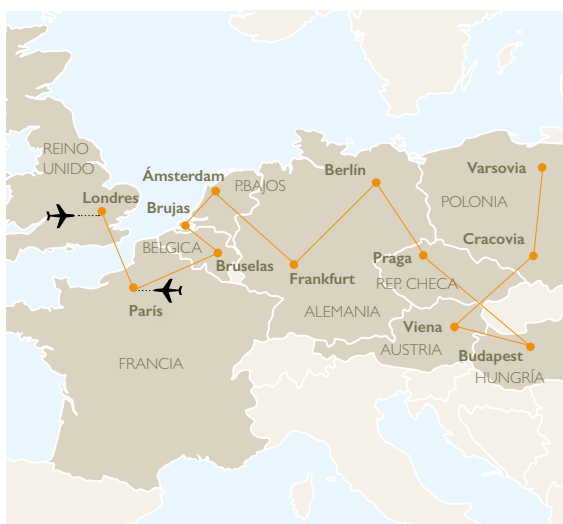 REINO
UNIDO
Londres
Ámsterdam
P.BAJOS
Brujas
BELGICA
Bruselas
París
FRANCIA
Berlín
Frankfurt
ALEMANIA
Varsovia
POLONIA
Cracovia
Praga
REP. CHECA
Viena
AUSTRIA
Budapest
HUNGRÍA